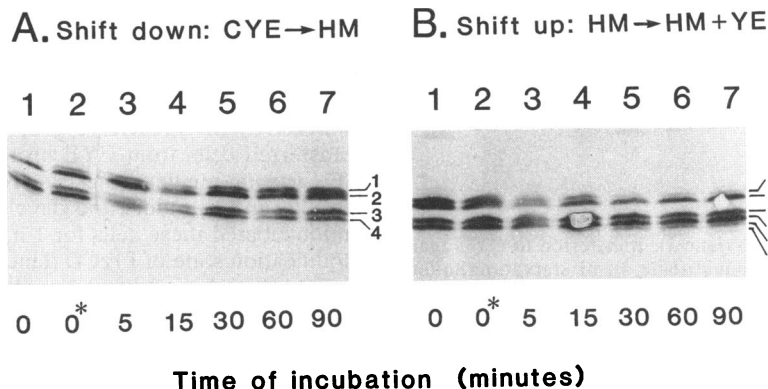 A. Shift down: CYE→HM
B. Shift up: HM→HM+YE
1 2 3 4 5 6 7
1 2 3 4 5 6 7
1
2
3
4
0 0* 5 15 30 60 90
0 0* 5 15 30 60 90
Time of incubation (minutes)